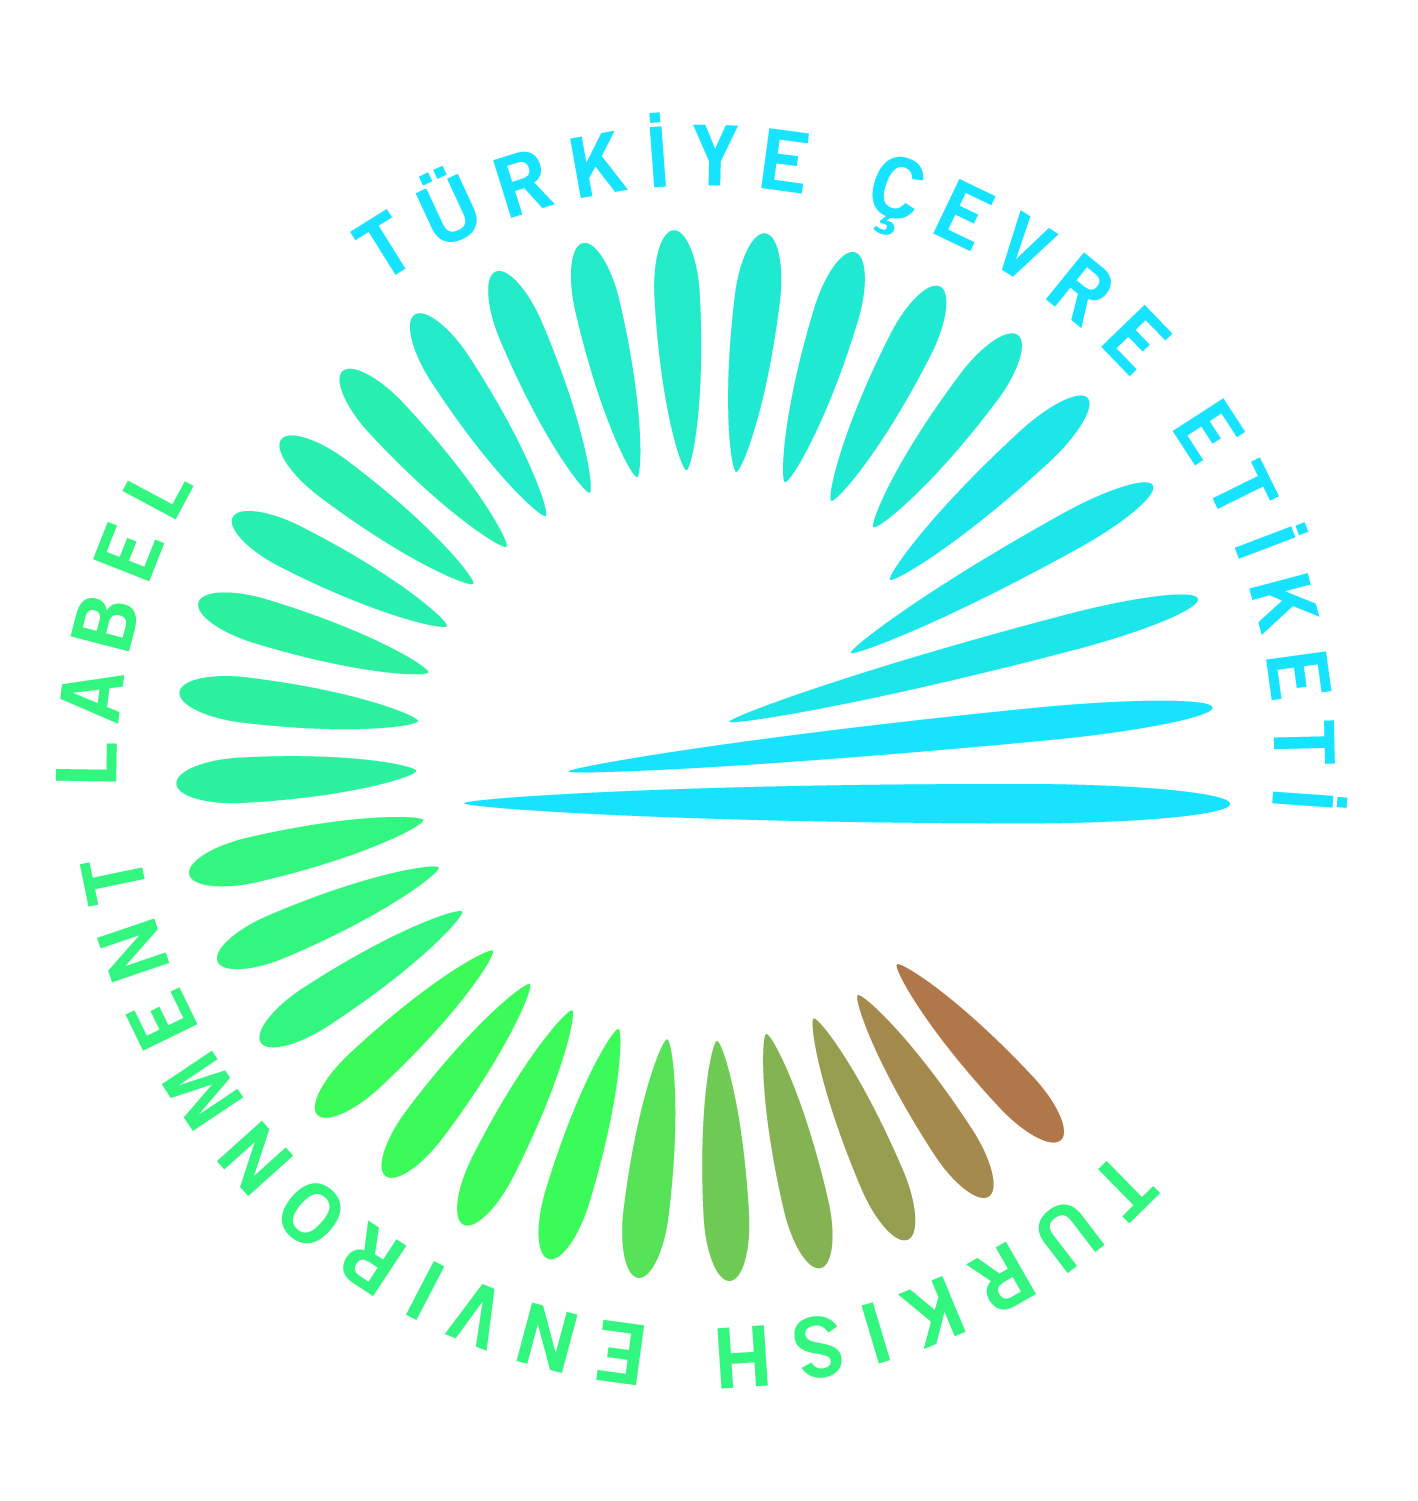 TÜRKİYE ÇEVRE ETİKETİ
TURKISH ENVIRONMENT LABEL